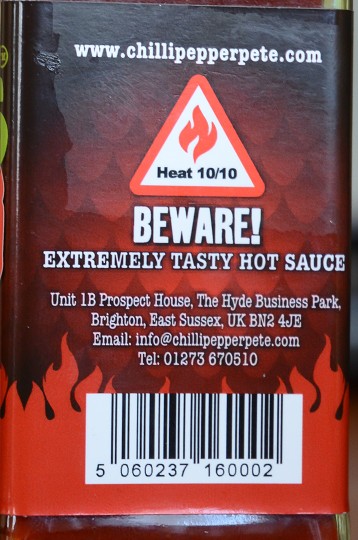 www.chillipepperpete.com
Heat 10/10
BEWARE!
EXTREMELY TASTY HOT SAUCE
Unit 1B Prospect House, The Hyde Business Park,
Brighton, East Sussex, UK BN2 4JE
Email: info@chillipepperpete.com
Tel: 01273 670510
5 060237 160002